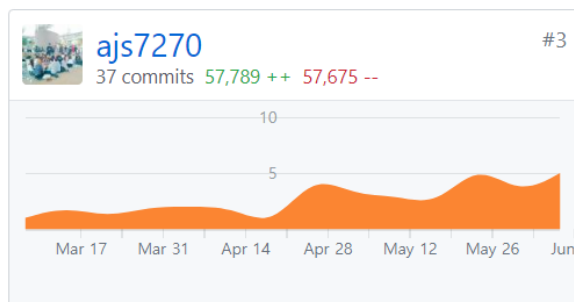 ajs7270
#3
37 commits 57,789 ++ 57,675 --
10
5
Mar 17 Mar 31 Apr 14 Apr 28 May 12 May 26 Jun